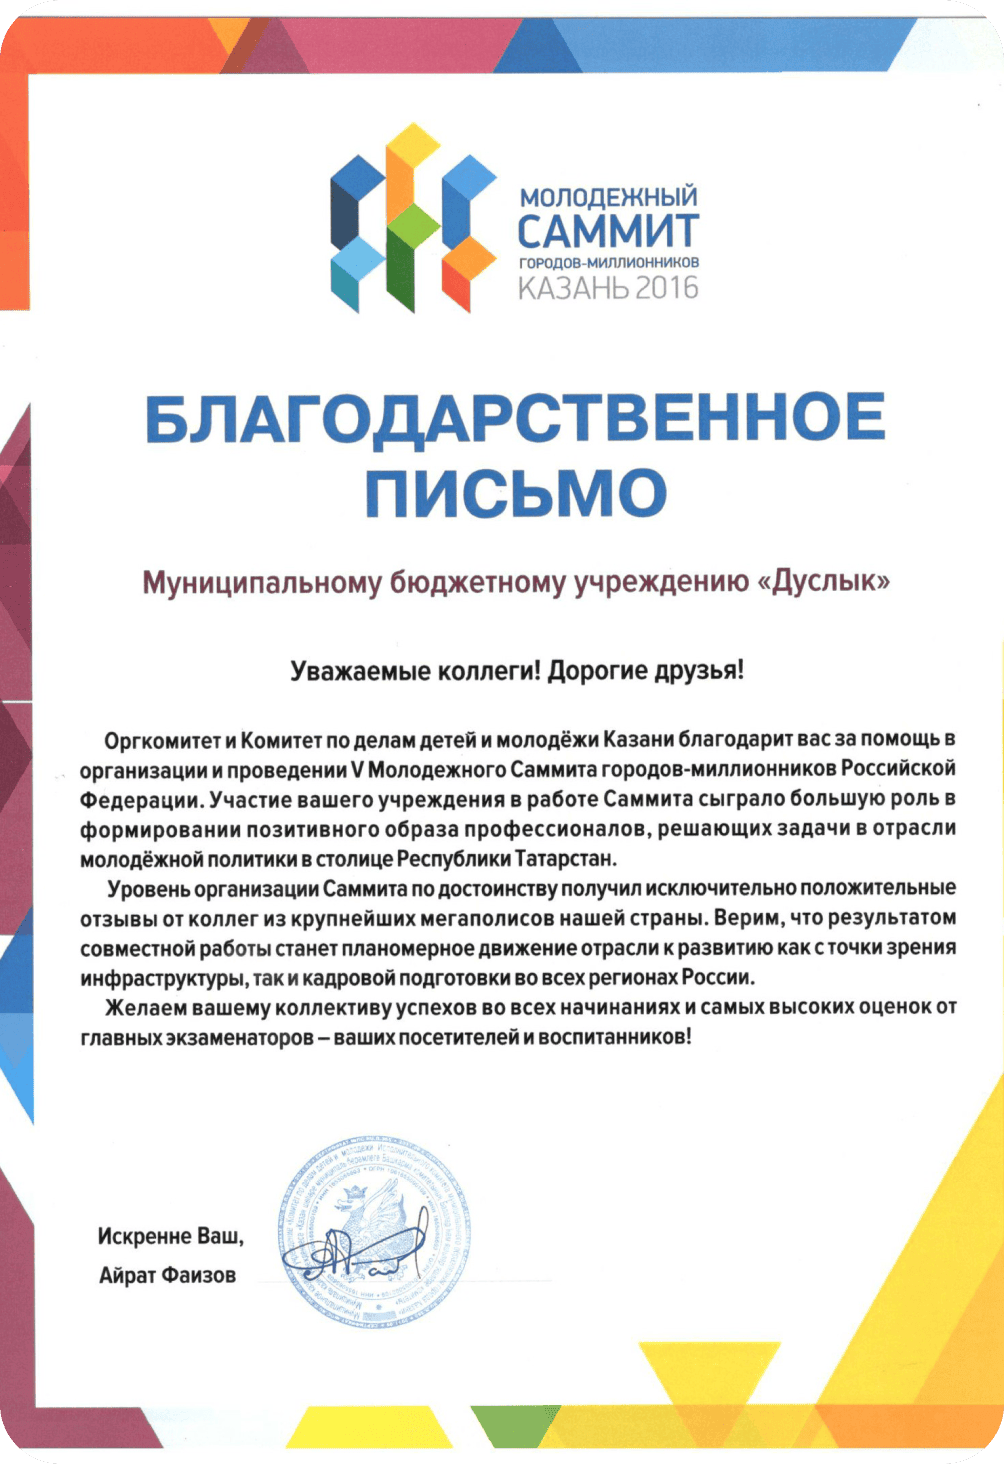 МОЛОДЕЖНЫЙ
САММИТ
ГОРОДОВ-МИЛЛИОННИКОВ
КАЗАНЬ 2016
БЛАГОДАРСТВЕННОЕ
ПИСЬМО
Муниципальному бюджетному учреждению «Дуслык»
Уважаемые коллеги! Дорогие друзья!
Оргкомитет и Комитет по делам детей и молодёжи Казани благодарит вас за помощь в
организации и проведении V Молодежного Саммита городов-миллионников Российской
Федерации. Участие вашего учреждения в работе Саммита сыграло большую роль в
формировании позитивного образа профессионалов, решающих задачи в отрасли
молодёжной политики в столице Республики Татарстан.
Уровень организации Саммита по достоинству получил исключительно положительные
отзывы от коллег из крупнейших мегаполисов нашей страны. Верим, что результатом
совместной работы станет планомерное движение отрасли к развитию как с точки зрения
инфраструктуры, так и кадровой подготовки во всех регионах России.
Желаем вашему коллективу успехов во всех начинаниях и самых высоких оценок от
главных экзаменаторов – ваших посетителей и воспитанников!
Искренне Ваш,
Айрат Фаизов